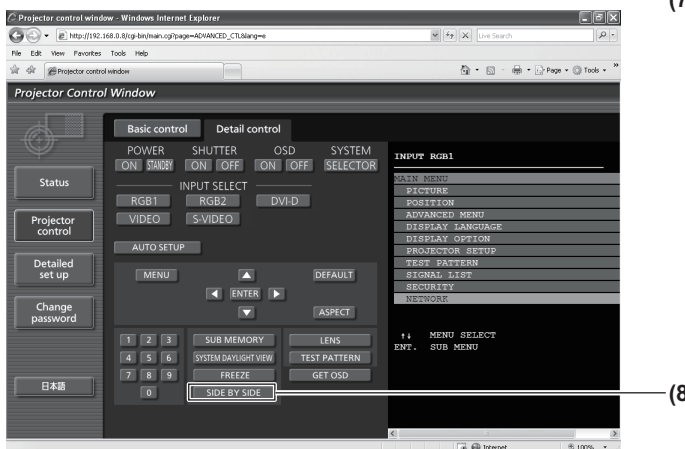 (7
Projector control window - Windows Internet Explorer
http://192.168.0.8/cgi-bin/main.cgi?page=ADVANCED_CTL&lang=e
Live Search
File Edit View Favorites Tools Help
Projector control window
Page Tools
Projector Control Window
Basic control Detail control
POWER SHUTTER OSD SYSTEM
ON STANDBY ON OFF ON OFF SELECTOR
INPUT SELECT
RGB1 RGB2 DVI-D
VIDEO S-VIDEO
AUTO SETUP
MENU DEFAULT
ENTER
ASPECT
1 2 3 SUB MEMORY LENS
4 5 6 SYSTEM DAYLIGHT VIEW TEST PATTERN
7 8 9 FREEZE GET OSD
0 SIDE BY SIDE
Status
Projector
control
Detailed
set up
Change
password
日本語
INPUT RGB1
MAIN MENU
PICTURE
POSITION
ADVANCED MENU
DISPLAY LANGUAGE
DISPLAY OPTION
PROJECTOR SETUP
TEST PATTERN
SIGNAL LIST
SECURITY
NETWORK
↑↓ MENU SELECT
ENT. SUB MENU
(8
Internet 100%